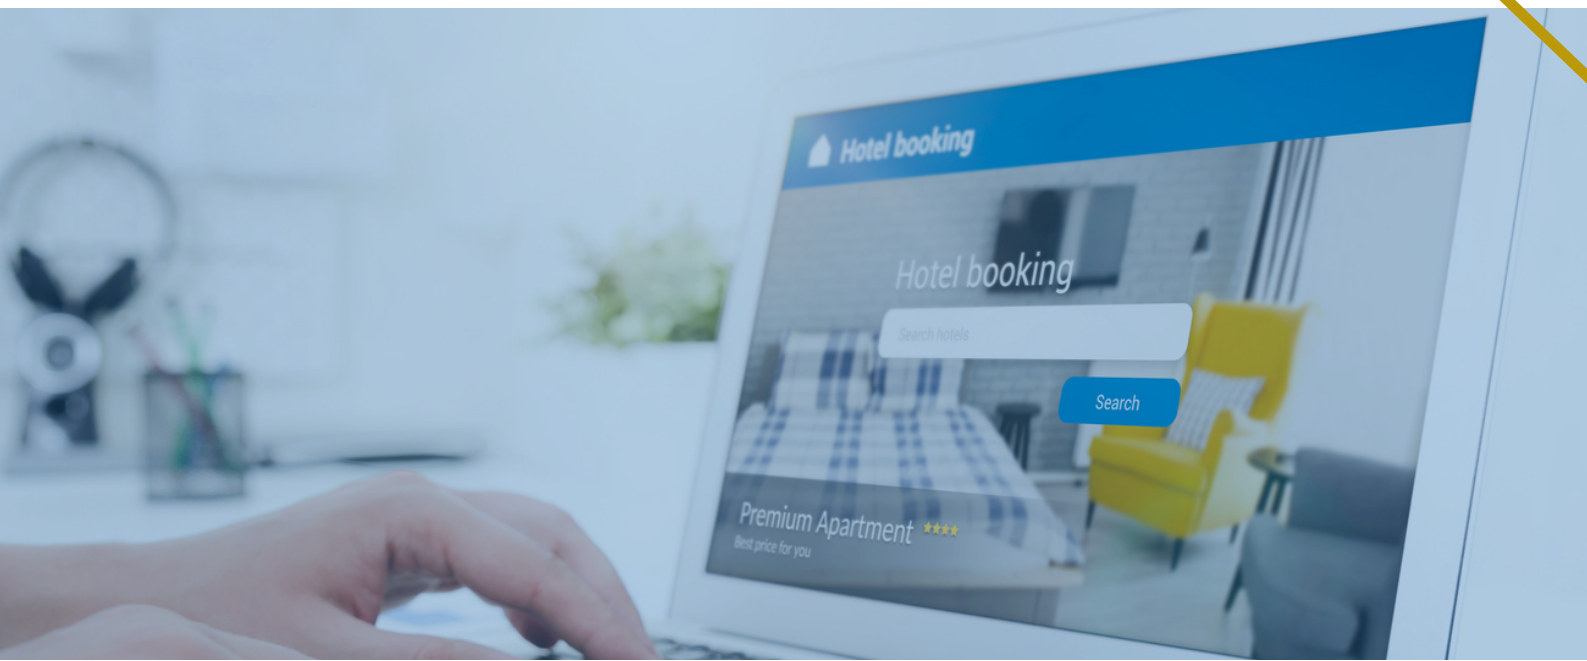 Hotel booking
Hotel booking
Search hotels
Search
Premium Apartment
Best price for you